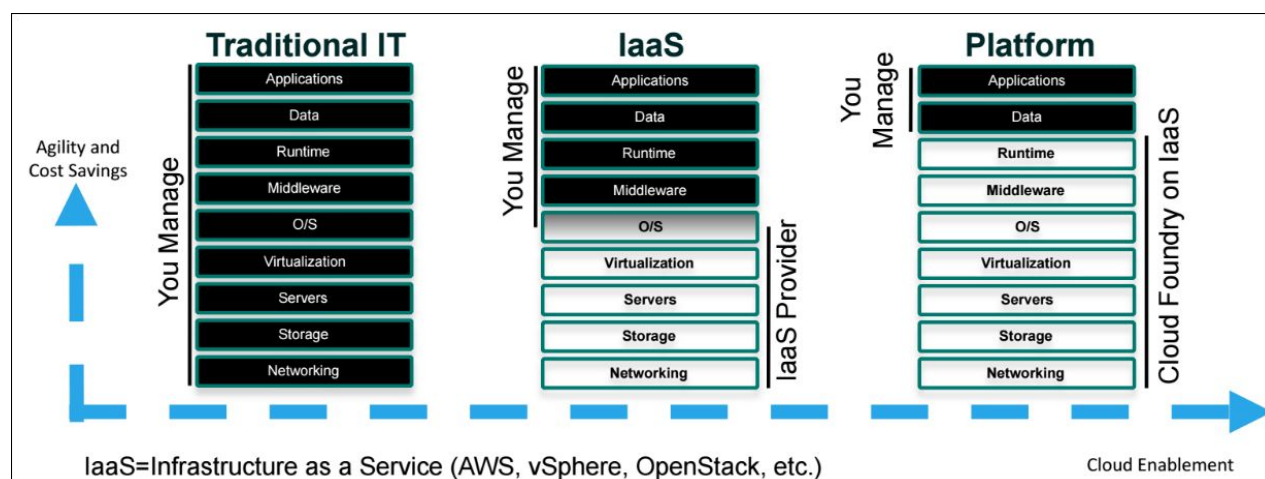 Traditional IT
IaaS
Platform
Agility and
Cost Savings
You Manage
Applications
Data
Runtime
Middleware
O/S
Virtualization
Servers
Storage
Networking
You Manage
Applications
Data
Runtime
Middleware
O/S
Virtualization
Servers
Storage
Networking
IaaS Provider
You
Manage
Applications
Data
Runtime
Middleware
O/S
Virtualization
Servers
Storage
Networking
Cloud Foundry on IaaS
IaaS=Infrastructure as a Service (AWS, vSphere, OpenStack, etc.)
Cloud Enablement